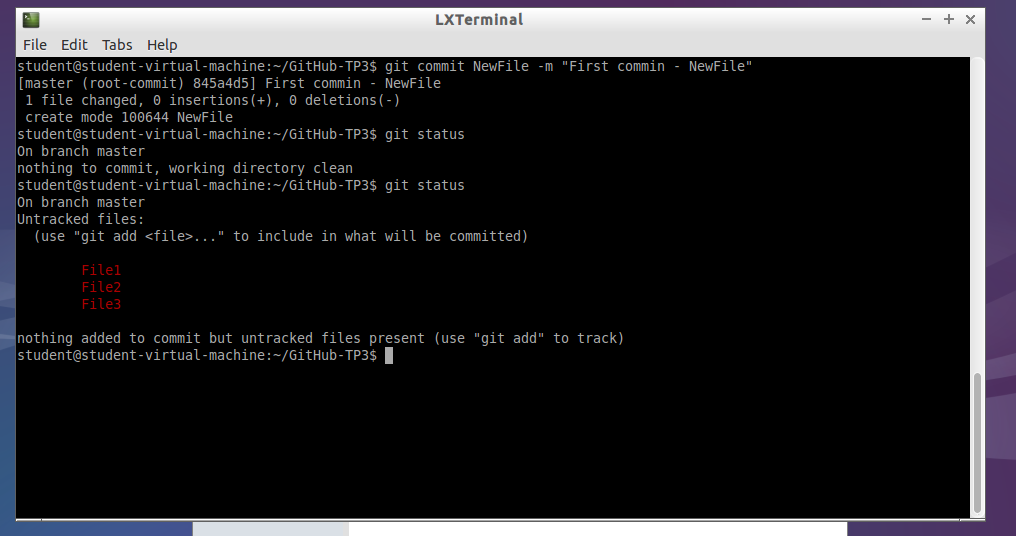 LXTerminal
File Edit Tabs Help
student@student-virtual-machine:~/GitHub-TP3$ git commit NewFile -m "First commin - NewFile"
[master (root-commit) 845a4d5] First commin - NewFile
 1 file changed, 0 insertions(+), 0 deletions(-)
 create mode 100644 NewFile
student@student-virtual-machine:~/GitHub-TP3$ git status
On branch master
nothing to commit, working directory clean
student@student-virtual-machine:~/GitHub-TP3$ git status
On branch master
Untracked files:
  (use "git add <file>..." to include in what will be committed)
        File1
        File2
        File3
nothing added to commit but untracked files present (use "git add" to track)
student@student-virtual-machine:~/GitHub-TP3$